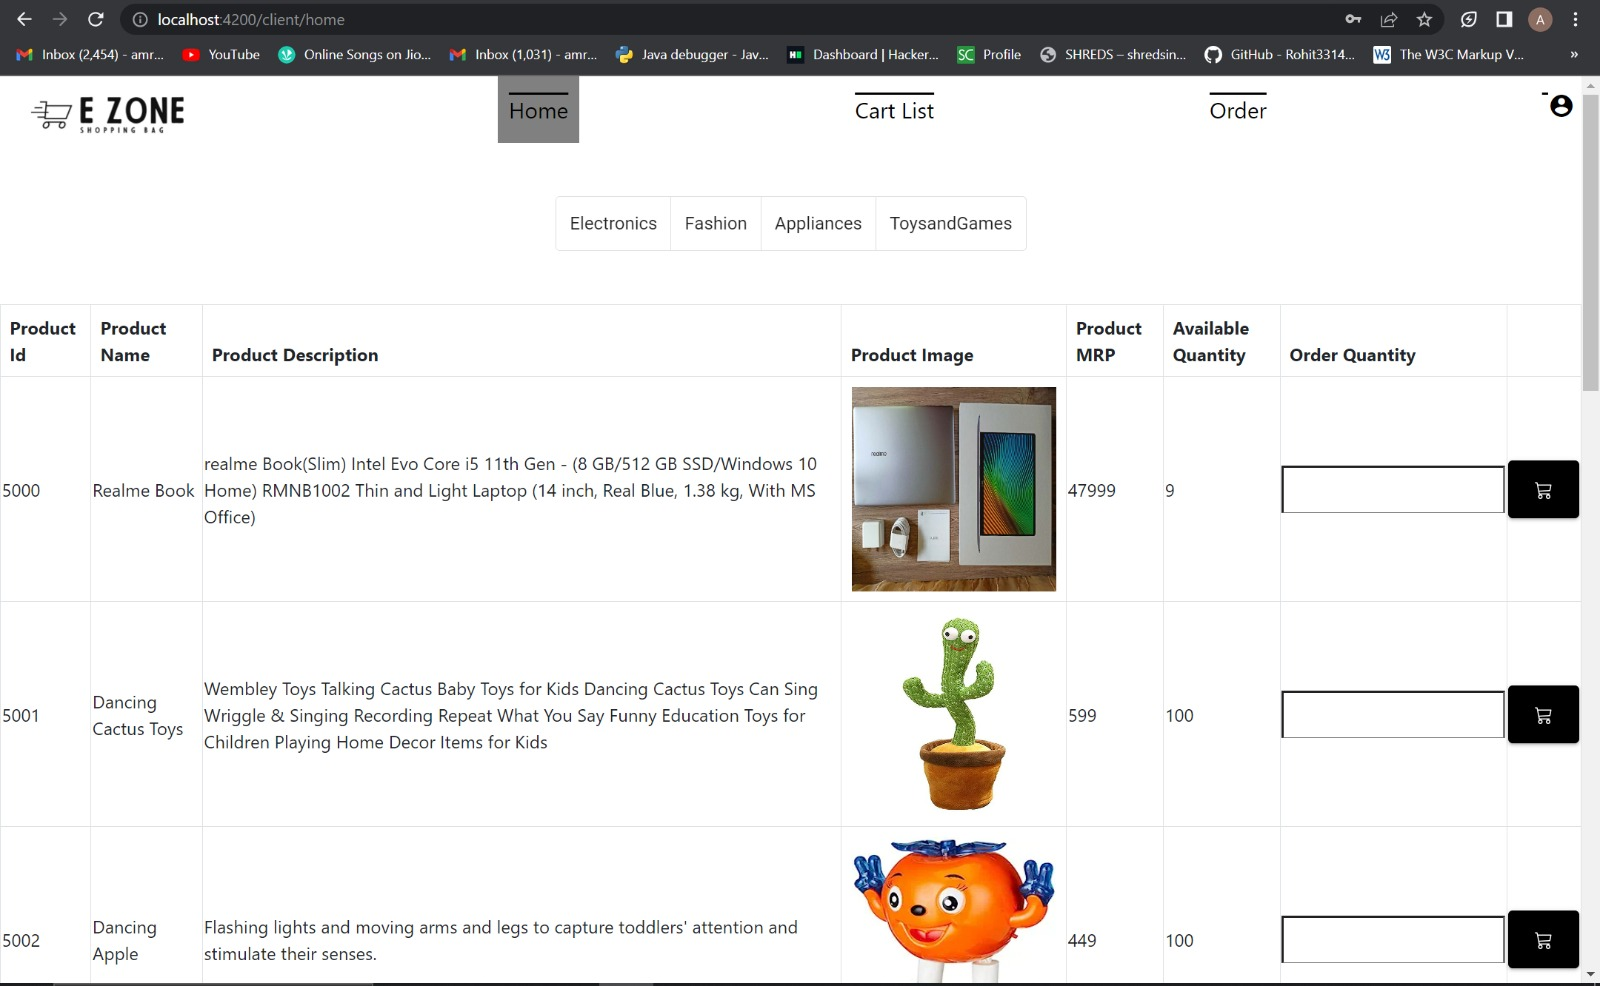 localhost:4200/client/home
A
Inbox (2,454) - amr...
YouTube
Online Songs on Jio...
Inbox (1,031) - amr...
Java debugger - Jav...
Dashboard | Hacker...
SC
Profile
SHREDS – shredsin...
GitHub - Rohit3314...
W3
The W3C Markup V...
»
E ZONE
SHOPPING BAG
Home
Cart List
Order
Electronics
Fashion
Appliances
ToysandGames
Product
Id
Product
Name
Product Description
Product Image
Product
MRP
Available
Quantity
Order Quantity
5000
Realme Book
realme Book(Slim) Intel Evo Core i5 11th Gen - (8 GB/512 GB SSD/Windows 10
Home) RMNB1002 Thin and Light Laptop (14 inch, Real Blue, 1.38 kg, With MS
Office)
realme
47999
9
5001
Dancing
Cactus Toys
Wembley Toys Talking Cactus Baby Toys for Kids Dancing Cactus Toys Can Sing
Wriggle & Singing Recording Repeat What You Say Funny Education Toys for
Children Playing Home Decor Items for Kids
599
100
5002
Dancing
Apple
Flashing lights and moving arms and legs to capture toddlers' attention and
stimulate their senses.
449
100